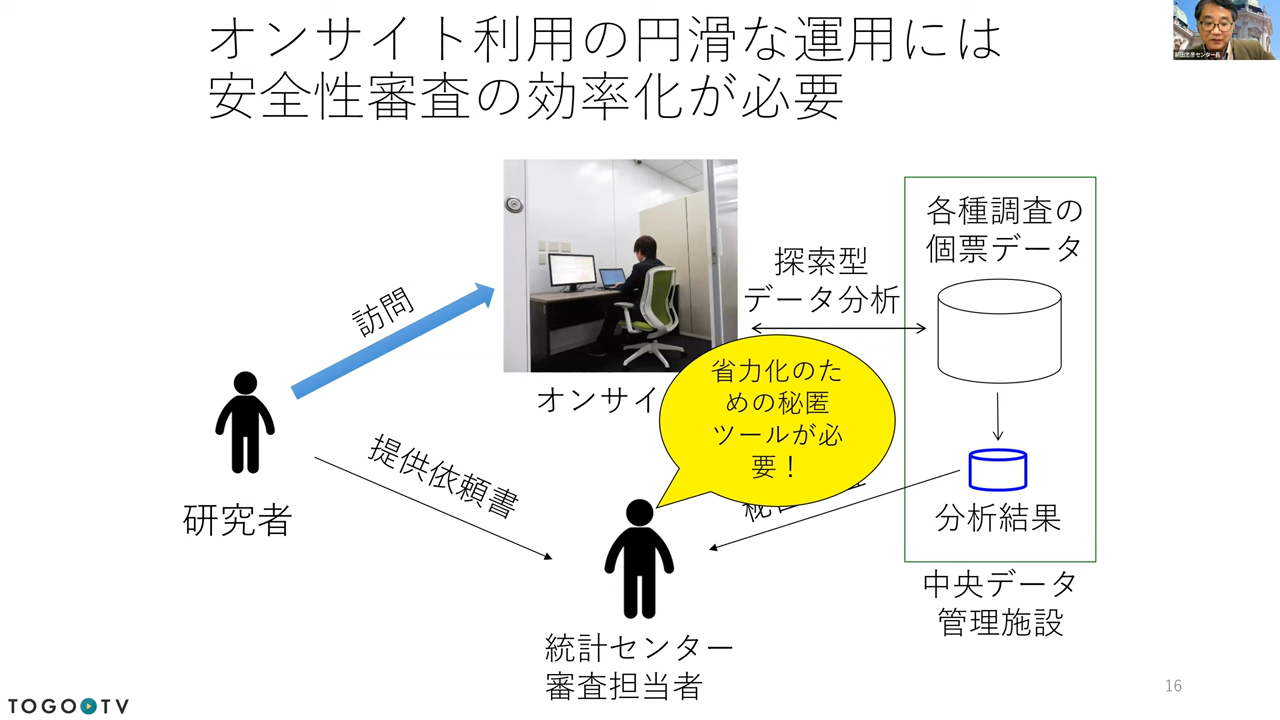 オンサイト利用の円滑な運用には
安全性審査の効率化が必要
各種調査の
個票データ
探索型
データ分析
訪問
省力化のた
めの秘匿
ツールが必
要！
オンサイ
提供依頼書
研究者
分析結果
中央データ
管理施設
統計センター
審査担当者
16
TOGO TV